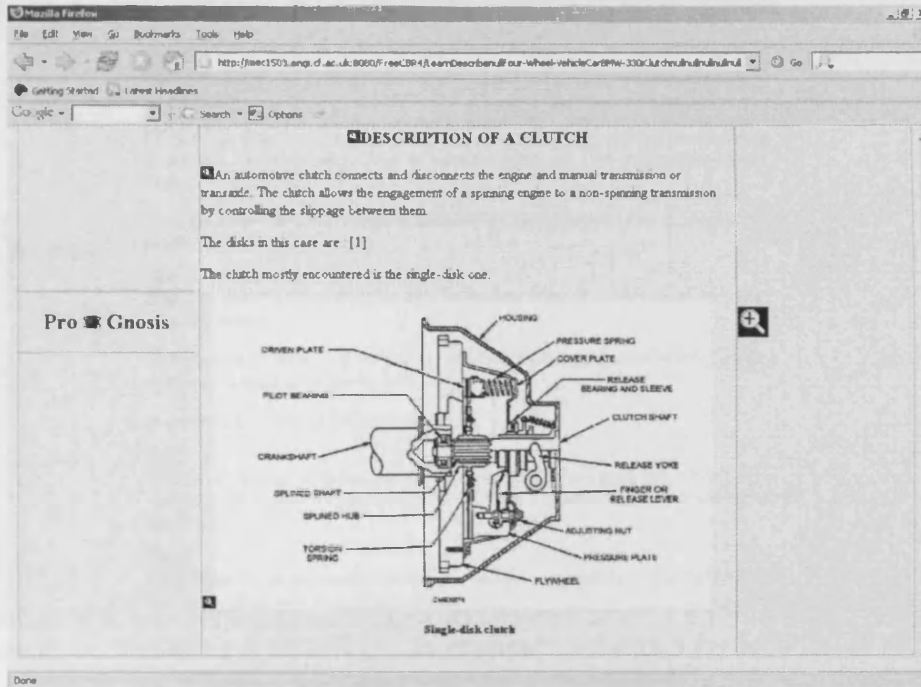 Mozilla Firefox
File Edit View Go Bookmarks Tools Help
Go
Getting Started Latest Headlines
Google Search Options
DESCRIPTION OF A CLUTCH
An automotive clutch connects and disconnects the engine and manual transmission or
transaxle. The clutch allows the engagement of a spinning engine to a non-spinning transmission
by controlling the slippage between them.
The disks in this case are : [1]
The clutch mostly encountered is the single-disk one.
Pro Gnosis
HOUSING
DRIVEN PLATE
PRESSURE SPRING
COVER PLATE
PILOT BEARING
RELEASE
BEARING AND SLEEVE
CLUTCH SHAFT
CRANKSHAFT
RELEASE YOKE
SPLINED SHAFT
FINGER OR
RELEASE LEVER
SPLINED HUB
ADJUSTING NUT
TORSION
SPRING
PRESSURE PLATE
FLYWHEEL
Single-disk clutch
Done